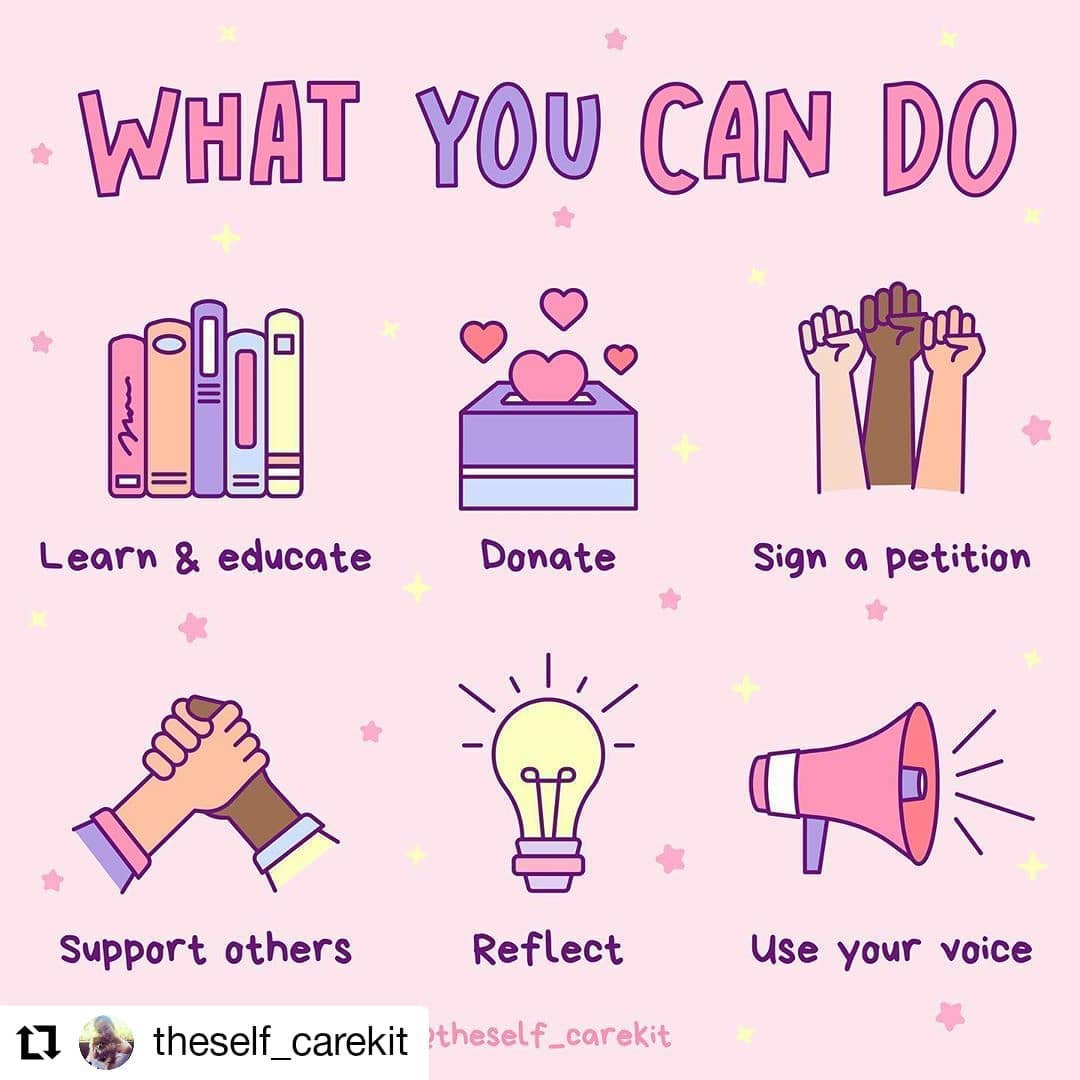 WHAT YOU CAN DO
Learn & educate
Donate
Sign a petition
Support others
Reflect
Use your voice
theself_carekit
@theself_carekit